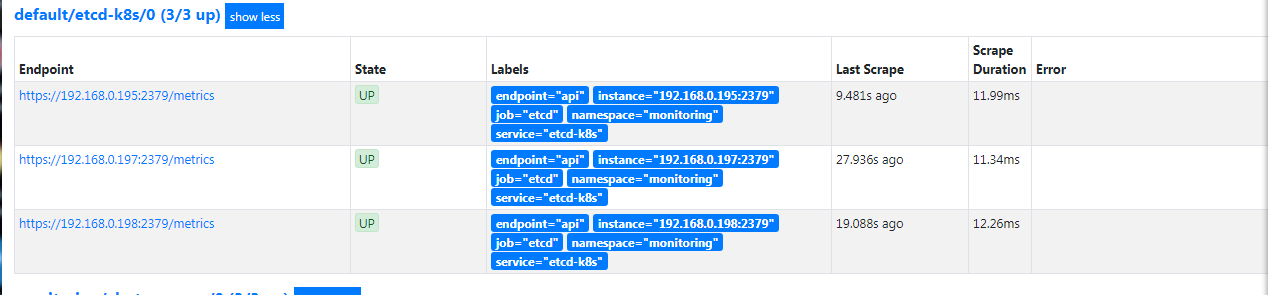 default/etcd-k8s/0 (3/3 up) show less
Endpoint State Labels Last Scrape Scrape Duration Error
https://192.168.0.195:2379/metrics UP endpoint="api" instance="192.168.0.195:2379" 9.481s ago 11.99ms
job="etcd" namespace="monitoring"
service="etcd-k8s"
https://192.168.0.197:2379/metrics UP endpoint="api" instance="192.168.0.197:2379" 27.936s ago 11.34ms
job="etcd" namespace="monitoring"
service="etcd-k8s"
https://192.168.0.198:2379/metrics UP endpoint="api" instance="192.168.0.198:2379" 19.088s ago 12.26ms
job="etcd" namespace="monitoring"
service="etcd-k8s"